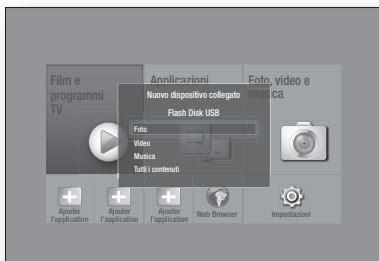 Film e
programmi
TV
Applicazioni
Foto, video e
musica
Nuovo dispositivo collegato
Flash Disk USB
Foto
Video
Musica
Tutti i contenuti
Ajouter
l'application
Ajouter
l'application
Ajouter
l'application
Web Browser
Impostazioni